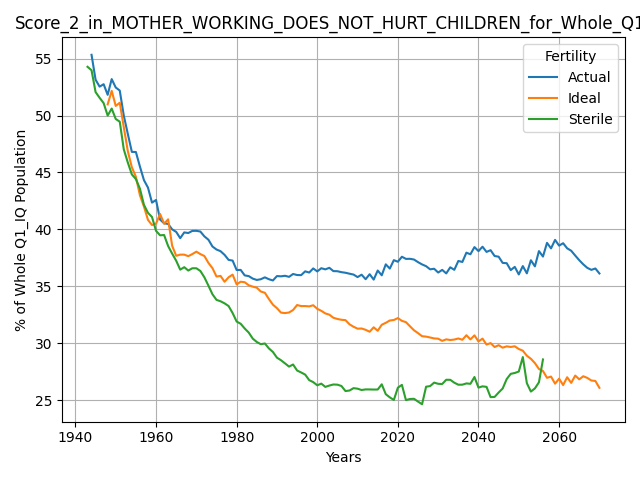 Score_2_in_MOTHER_WORKING_DOES_NOT_HURT_CHILDREN_for_Whole_Q1
Fertility
Actual
Ideal
Sterile
% of Whole Q1_IQ Population
55
50
45
40
35
30
25
1940 1960 1980 2000 2020 2040 2060
Years